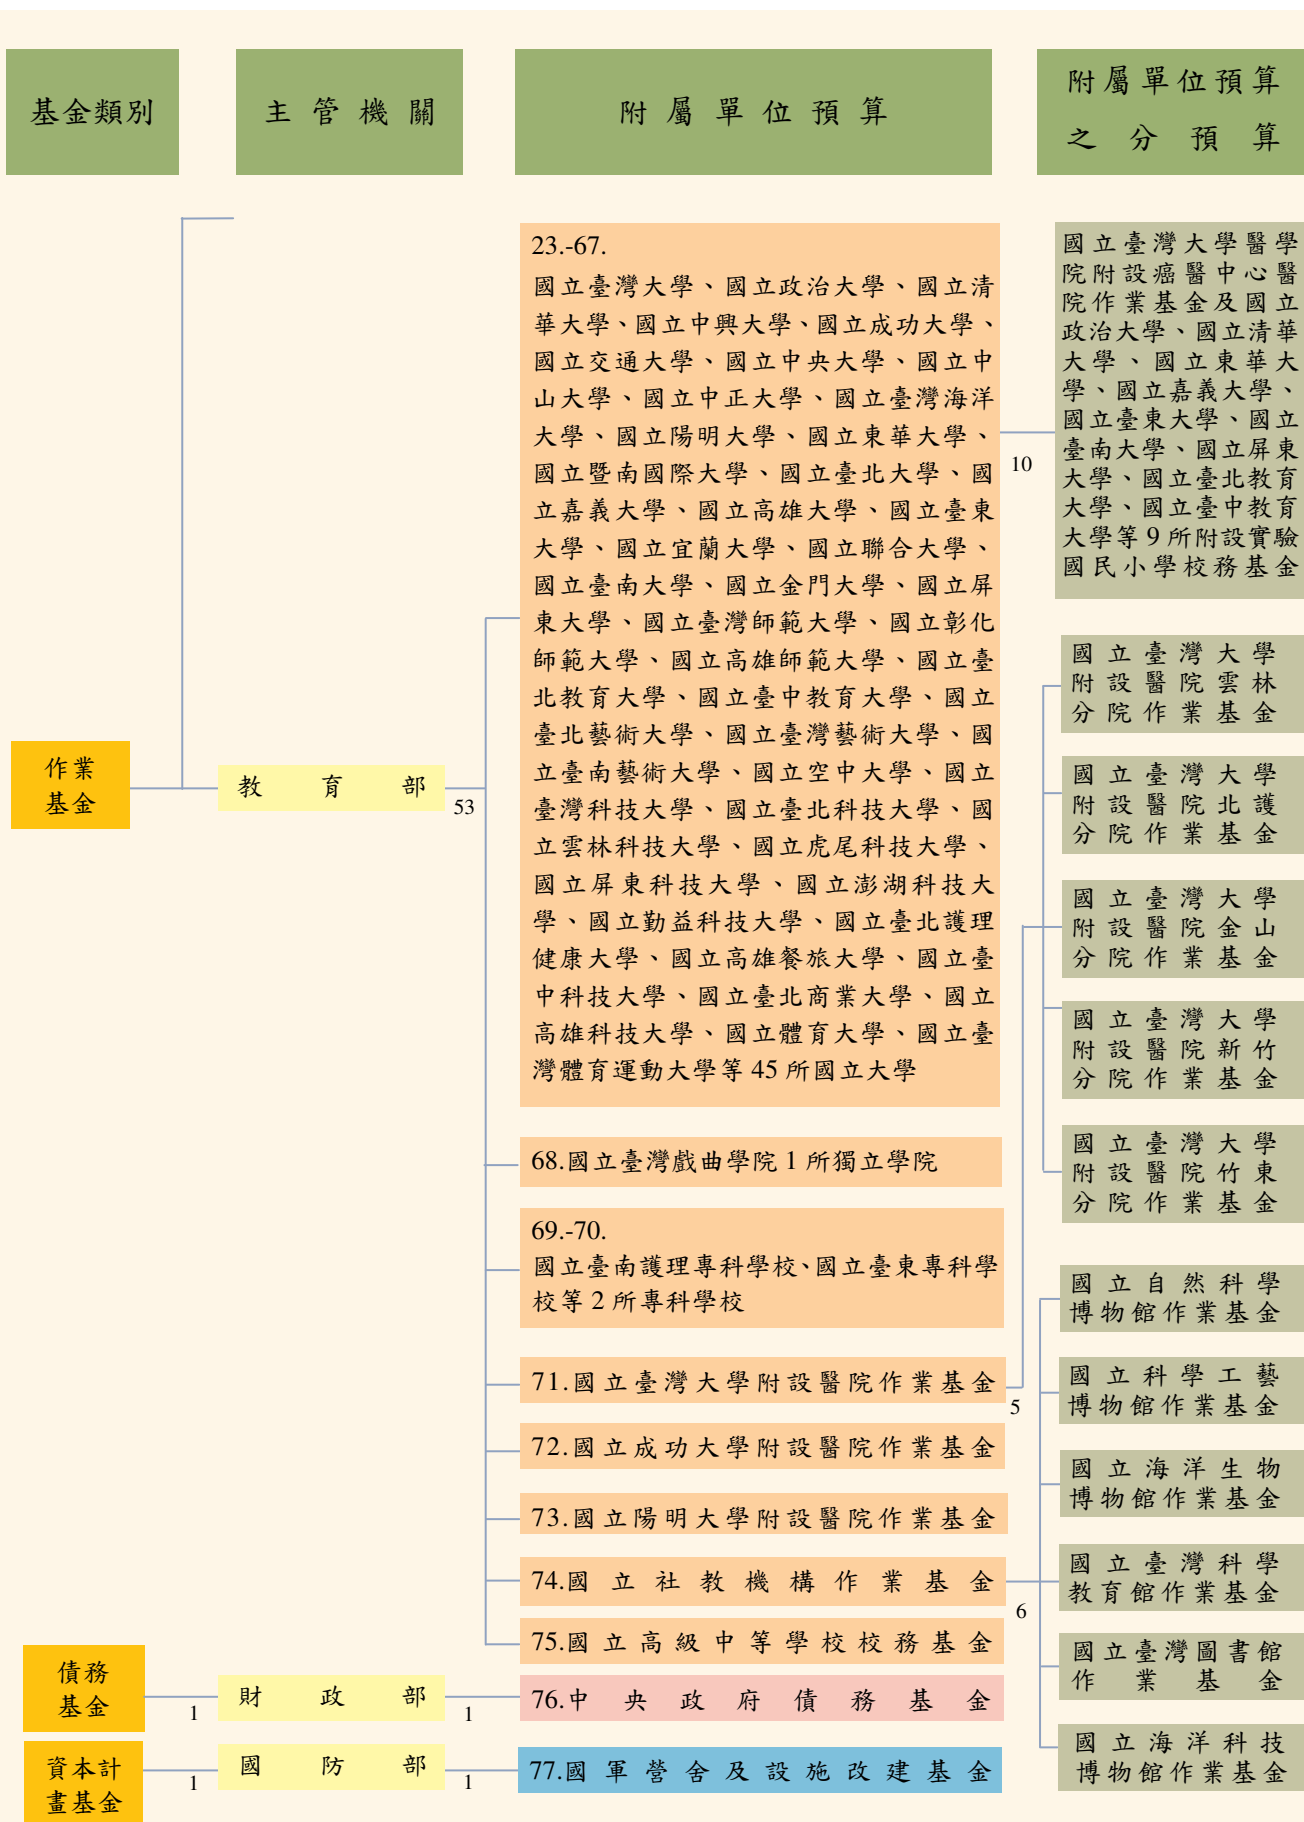 基金類別
主管機關
附屬單位預算
附屬單位預算
之分預算
23.-67.
國立臺灣大學、國立政治大學、國立清
華大學、國立中興大學、國立成功大學、
國立交通大學、國立中央大學、國立中
山大學、國立中正大學、國立臺灣海洋
大學、國立陽明大學、國立東華大學、
國立暨南國際大學、國立臺北大學、國
立嘉義大學、國立高雄大學、國立臺東
大學、國立宜蘭大學、國立聯合大學、
國立臺南大學、國立金門大學、國立屏
東大學、國立臺灣師範大學、國立彰化
師範大學、國立高雄師範大學、國立臺
北教育大學、國立臺中教育大學、國立
臺北藝術大學、國立臺灣藝術大學、國
立臺南藝術大學、國立空中大學、國立
臺灣科技大學、國立臺北科技大學、國
立雲林科技大學、國立虎尾科技大學、
國立屏東科技大學、國立澎湖科技大
學、國立勤益科技大學、國立臺北護理
健康大學、國立高雄餐旅大學、國立臺
中科技大學、國立臺北商業大學、國立
高雄科技大學、國立體育大學、國立臺
灣體育運動大學等 45 所國立大學
10
國立臺灣大學醫學
院附設癌醫中心醫
院作業基金及國立
政治大學、國立清華
大學、國立東華大
學、國立嘉義大學、
國立臺東大學、國立
臺南大學、國立屏東
大學、國立臺北教育
大學、國立臺中教育
大學等 9 所附設實驗
國民小學校務基金
作業
基金
教育部
53
68.國立臺灣戲曲學院 1 所獨立學院
69.-70.
國立臺南護理專科學校、國立臺東專科學
校等 2 所專科學校
71.國立臺灣大學附設醫院作業基金
5
國立臺灣大學
附設醫院雲林
分院作業基金
國立臺灣大學
附設醫院北護
分院作業基金
國立臺灣大學
附設醫院金山
分院作業基金
國立臺灣大學
附設醫院新竹
分院作業基金
國立臺灣大學
附設醫院竹東
分院作業基金
72.國立成功大學附設醫院作業基金
73.國立陽明大學附設醫院作業基金
74.國立社教機構作業基金
6
國立自然科學
博物館作業基金
國立科學工藝
博物館作業基金
國立海洋生物
博物館作業基金
國立臺灣科學
教育館作業基金
國立臺灣圖書館
作業基金
國立海洋科技
博物館作業基金
75.國立高級中等學校校務基金
債務
基金
1
財政部
1
76.中央政府債務基金
資本計
畫基金
1
國防部
1
77.國軍營舍及設施改建基金